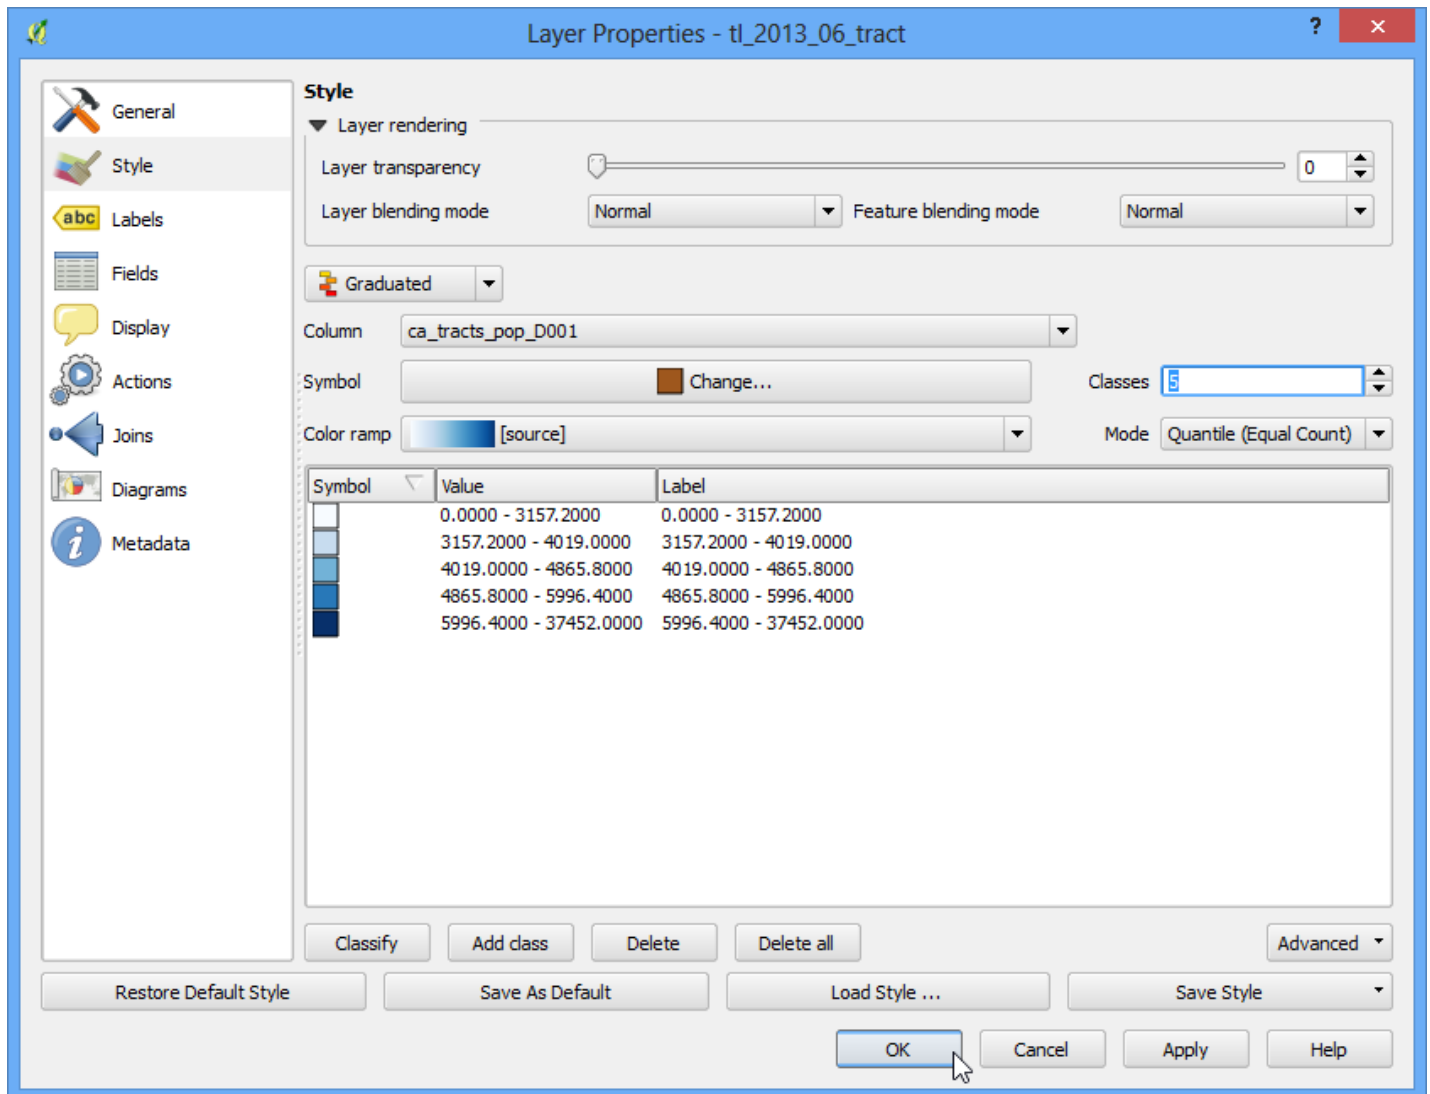 Layer Properties - tl_2013_06_tract
?
General
Style
abc Labels
Fields
Display
Actions
Joins
Diagrams
i Metadata
Style
Layer rendering
Layer transparency 0
Layer blending mode Normal Feature blending mode Normal
Graduated
Column ca_tracts_pop_D001
Symbol Change... Classes 5
Color ramp [source] Mode Quantile (Equal Count)
Symbol Value Label
0.0000 - 3157.2000 0.0000 - 3157.2000
3157.2000 - 4019.0000 3157.2000 - 4019.0000
4019.0000 - 4865.8000 4019.0000 - 4865.8000
4865.8000 - 5996.4000 4865.8000 - 5996.4000
5996.4000 - 37452.0000 5996.4000 - 37452.0000
Classify Add class Delete Delete all Advanced
Restore Default Style Save As Default Load Style ... Save Style
OK Cancel Apply Help